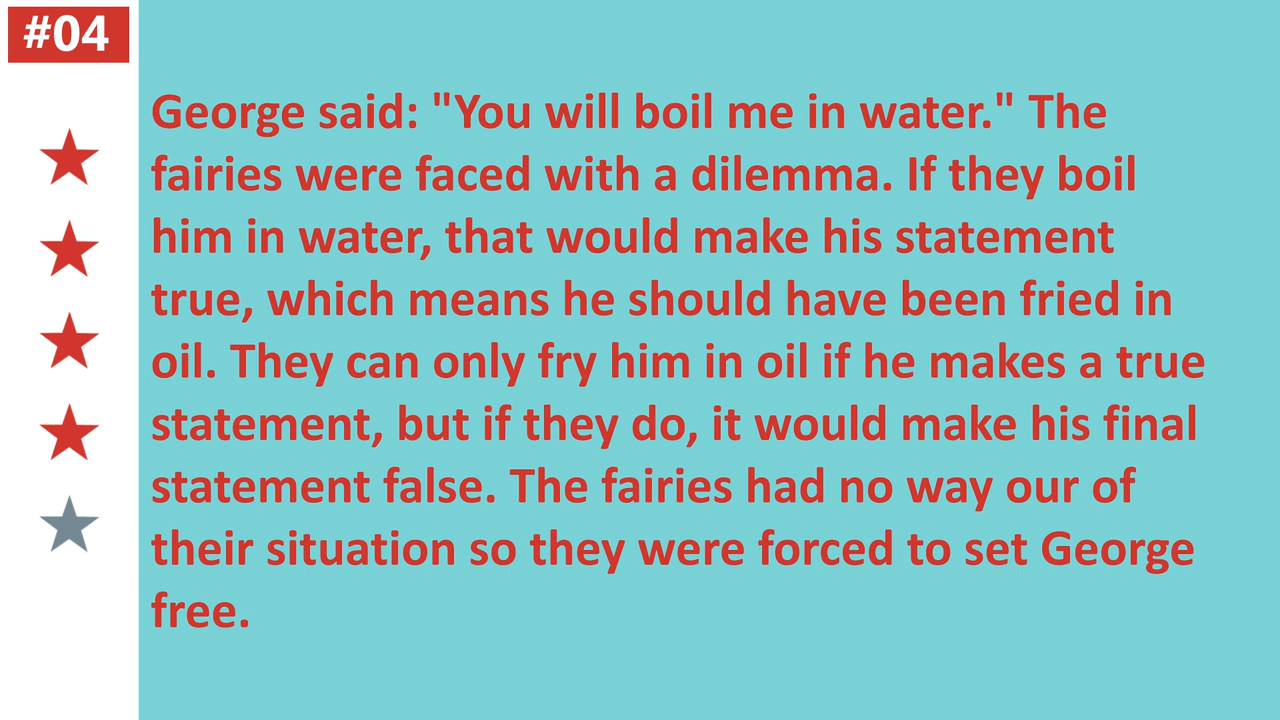 #04
George said: "You will boil me in water." The
fairies were faced with a dilemma. If they boil
him in water, that would make his statement
true, which means he should have been fried in
oil. They can only fry him in oil if he makes a true
statement, but if they do, it would make his final
statement false. The fairies had no way our of
their situation so they were forced to set George
free.